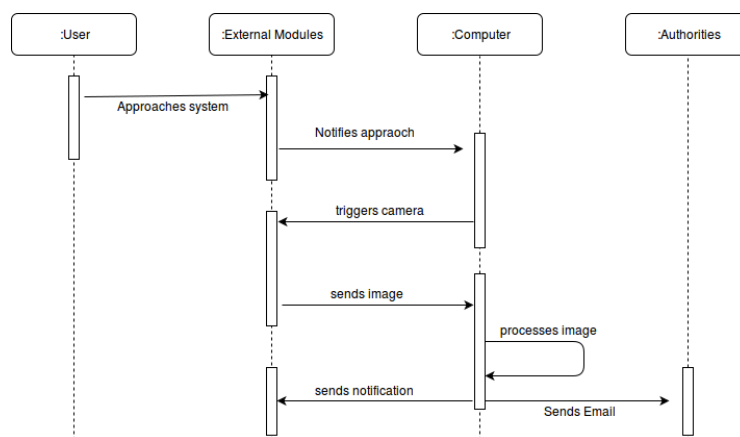 :User
:External Modules
:Computer
:Authorities
Approaches system
Notifies appraoch
triggers camera
sends image
processes image
sends notification
Sends Email